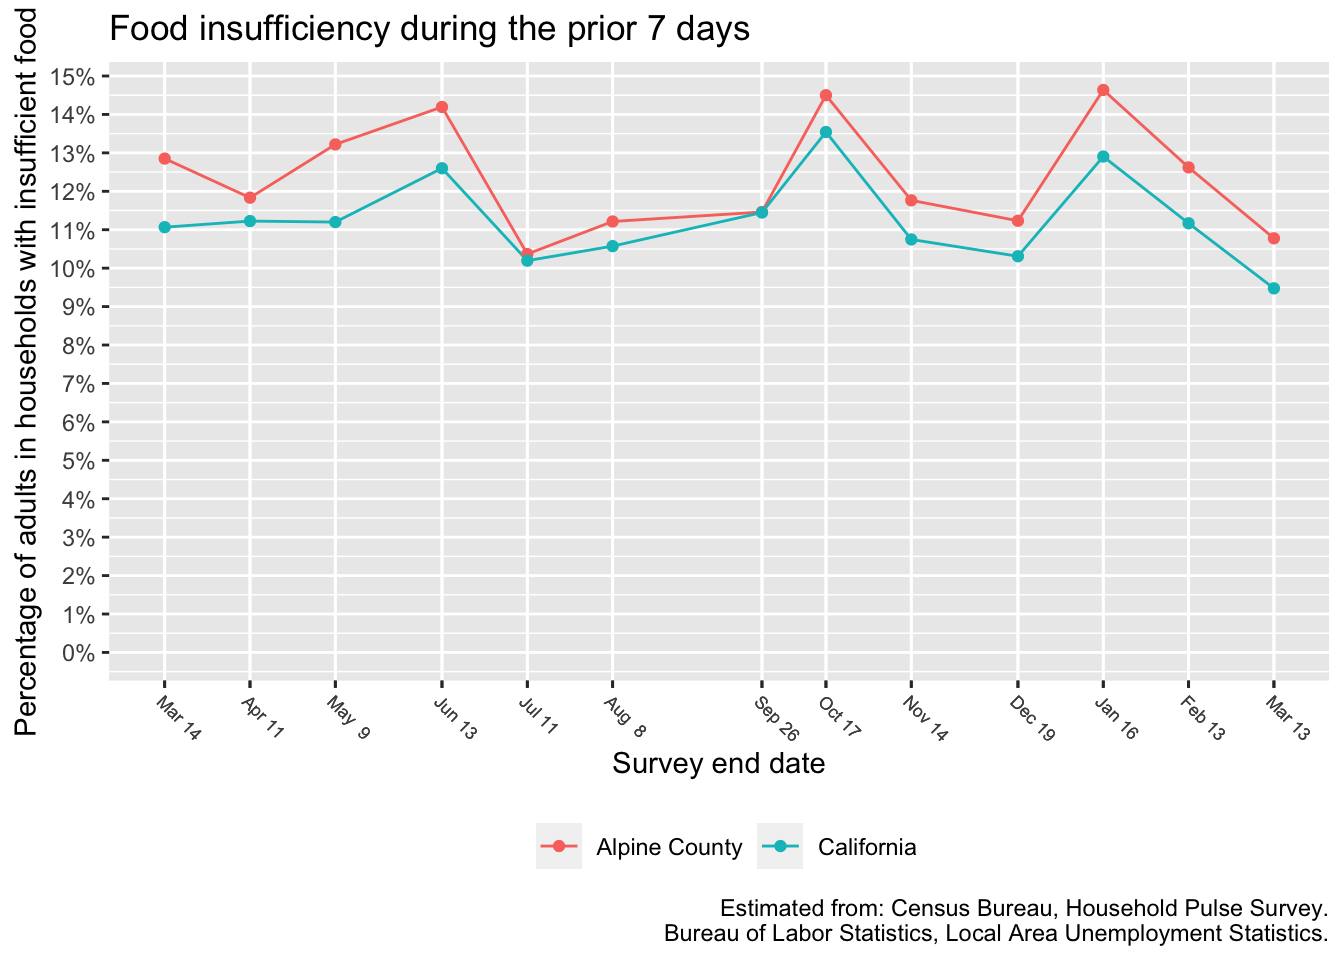 Food insufficiency during the prior 7 days
Percentage of adults in households with insufficient food
15%
14%
13%
12%
11%
10%
9%
8%
7%
6%
5%
4%
3%
2%
1%
0%
Mar 14
Apr 11
May 9
Jun 13
Jul 11
Aug 8
Sep 26
Oct 17
Nov 14
Dec 19
Jan 16
Feb 13
Mar 13
Survey end date
Alpine County
California
Estimated from: Census Bureau, Household Pulse Survey.
Bureau of Labor Statistics, Local Area Unemployment Statistics.